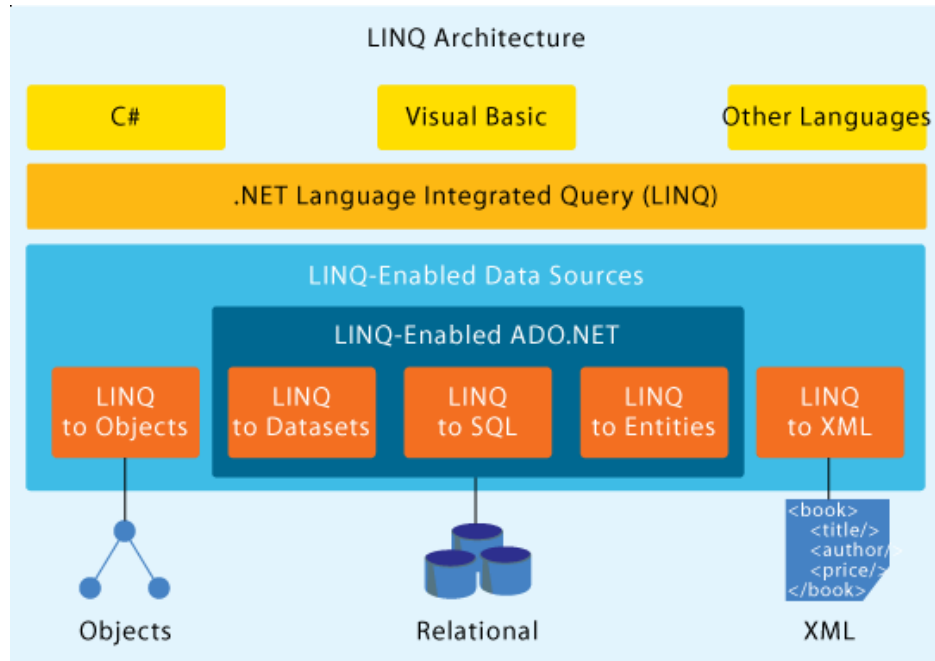 LINQ Architecture
C#
Visual Basic
Other Languages
.NET Language Integrated Query (LINQ)
LINQ-Enabled Data Sources
LINQ-Enabled ADO.NET
LINQ
to Objects
LINQ
to Datasets
LINQ
to SQL
LINQ
to Entities
LINQ
to XML
<book>
<title/>
<author/>
<price/>
</book>
Objects
Relational
XML